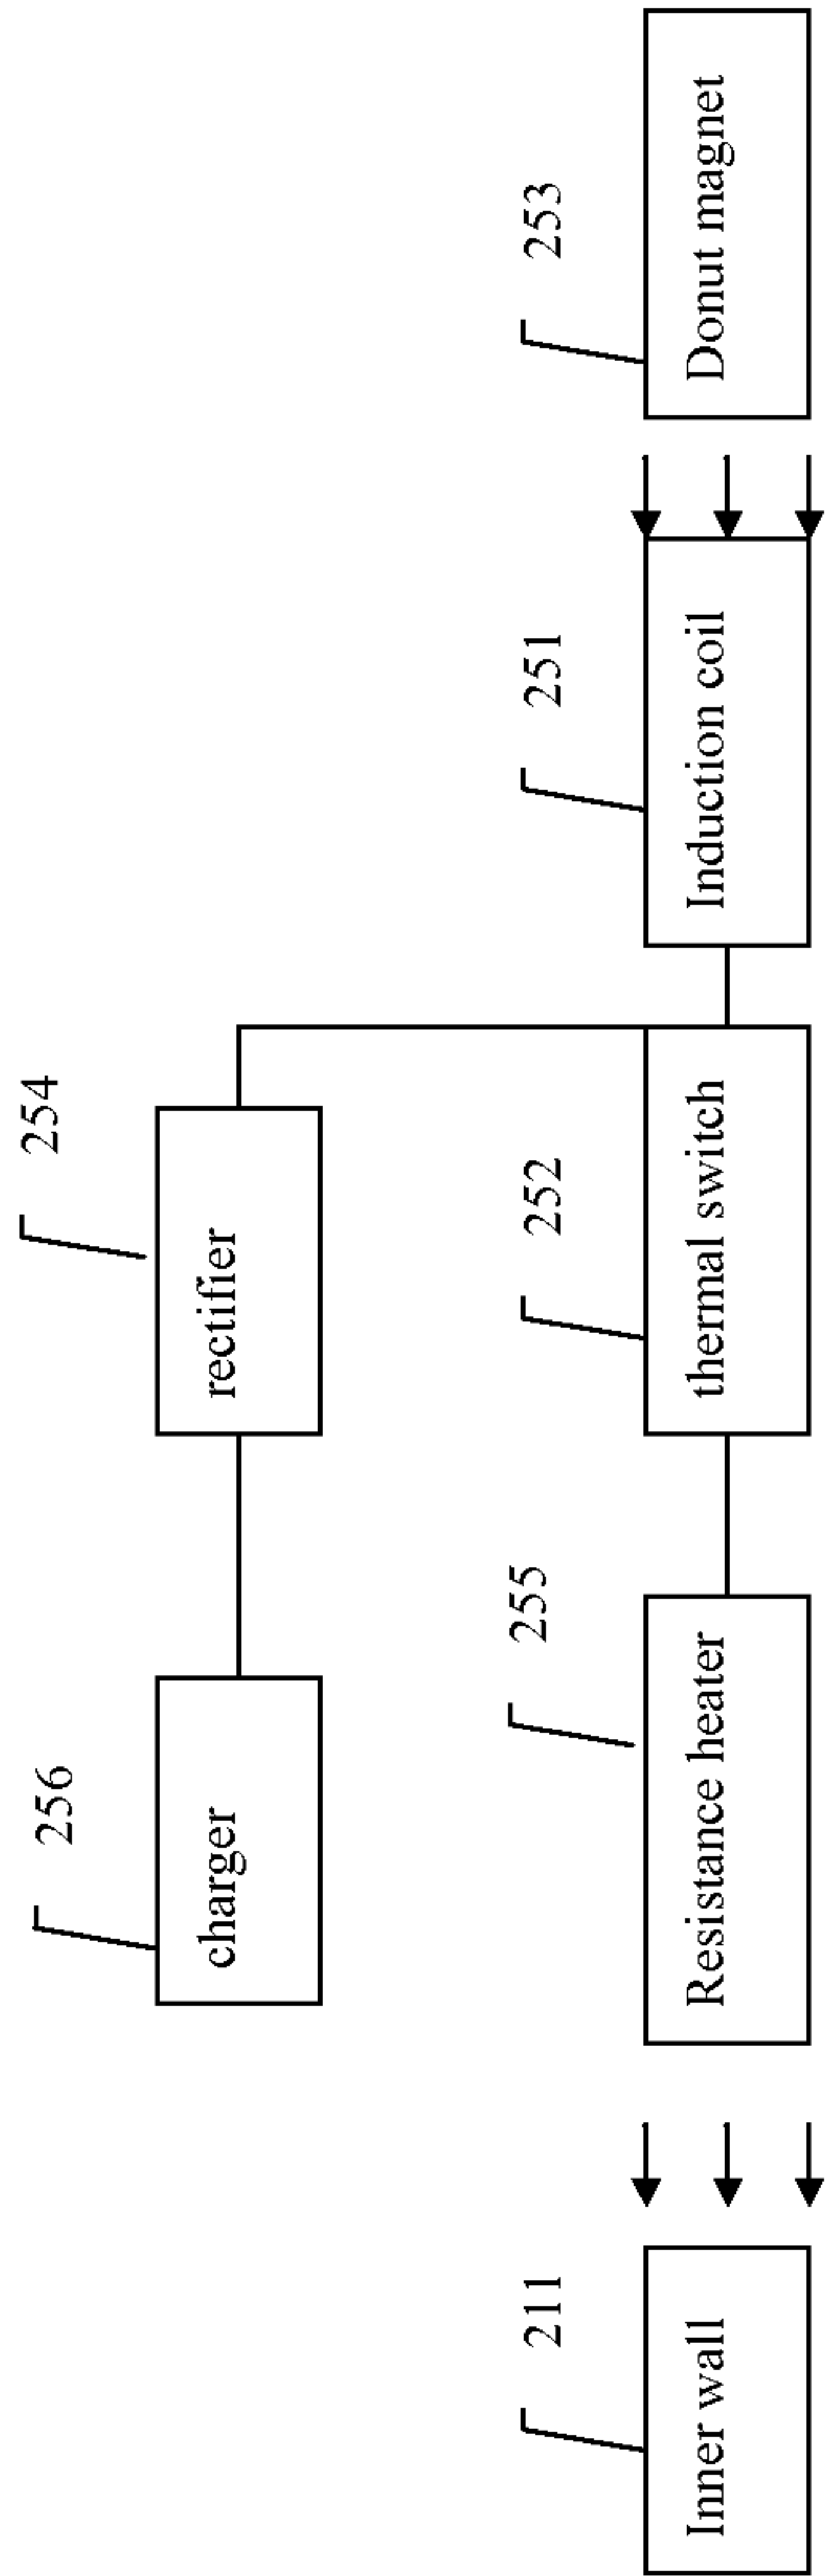 254
rectifier
256
charger
253
Donut magnet
251
Induction coil
252
thermal switch
255
Resistance heater
211
Inner wall